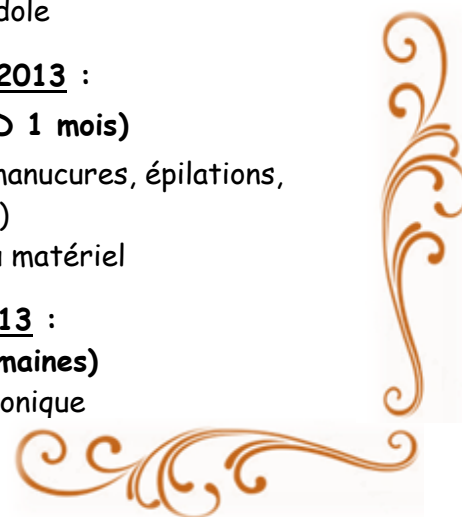 dole
2013 :
1 mois)
manucures, épilations,
)
matériel
13 :
maines)
onique